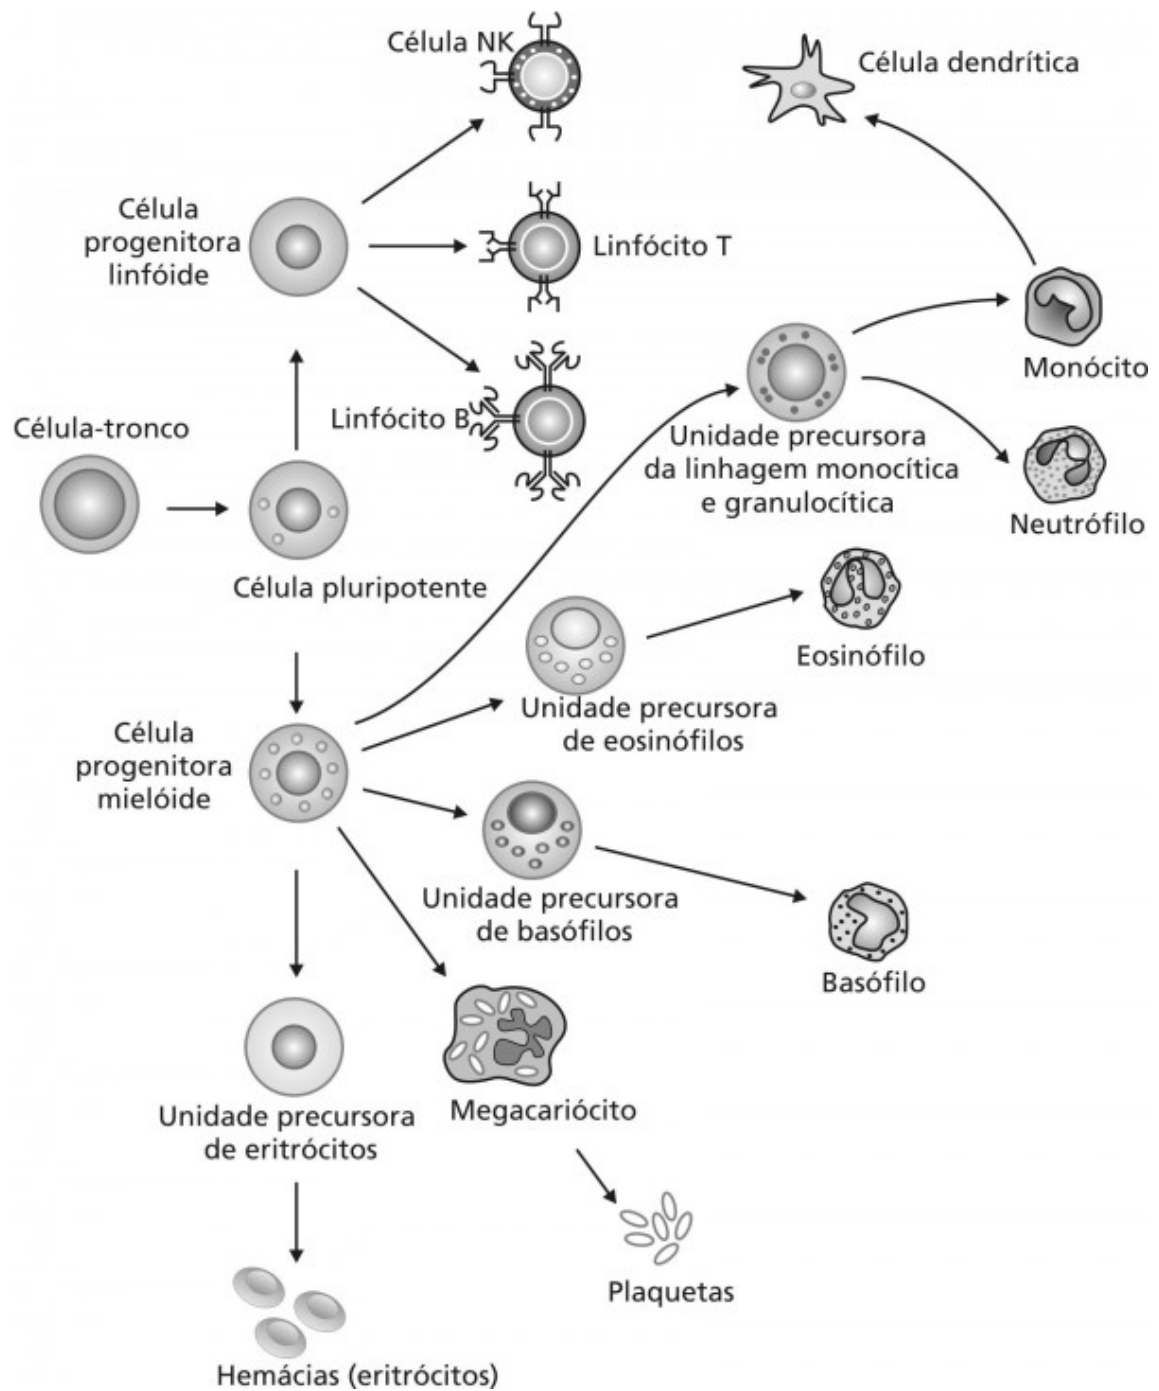 Célula NK
Célula dendrítica
Célula
progenitora
linfóide
Linfócito T
Monócito
Linfócito B
Célula-tronco
Unidade precursora
da linhagem monocítica
e granulocítica
Neutrófilo
Célula pluripotente
Eosinófilo
Unidade precursora
de eosinófilos
Célula
progenitora
mielóide
Unidade precursora
de basófilos
Basófilo
Unidade precursora
de eritrócitos
Megacariócito
Plaquetas
Hemácias (eritrócitos)